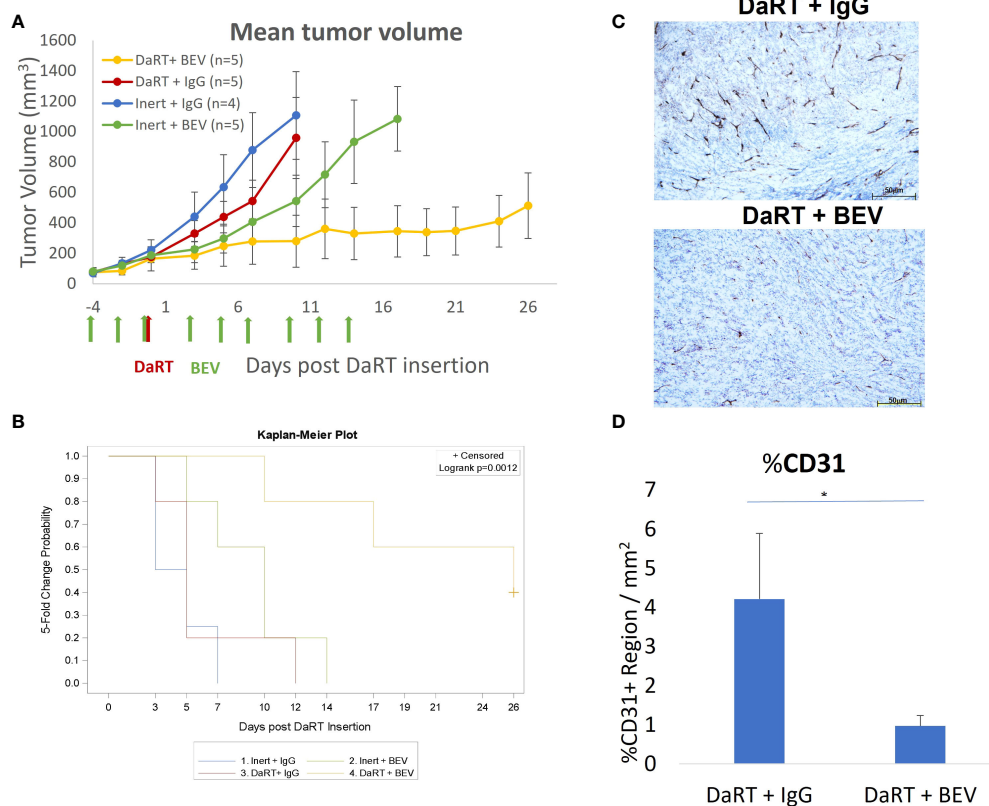 A
Mean tumor volume
Tumor Volume (mm3)
1600
1400
1200
1000
800
600
400
200
0
DaRT+ BEV (n=5)
DaRT + IgG (n=5)
Inert + IgG (n=4)
Inert + BEV (n=5)
-4 1 6 11 16 21 26
DaRT BEV Days post DaRT insertion
B
Kaplan-Meier Plot
+ Censored
Logrank p=0.0012
5-Fold Change Probability
1.0
0.9
0.8
0.7
0.6
0.5
0.4
0.3
0.2
0.1
0.0
0 3 5 7 10 12 14 17 19 21 24 26
Days post DaRT Insertion
1. Inert + IgG 2. Inert + BEV
3. DaRT+ IgG 4. DaRT + BEV
C
DaRT + IgG
50μm
DaRT + BEV
50μm
D
%CD31
%CD31+ Region / mm2
7
6
5
4
3
2
1
0
*
DaRT + IgG DaRT + BEV